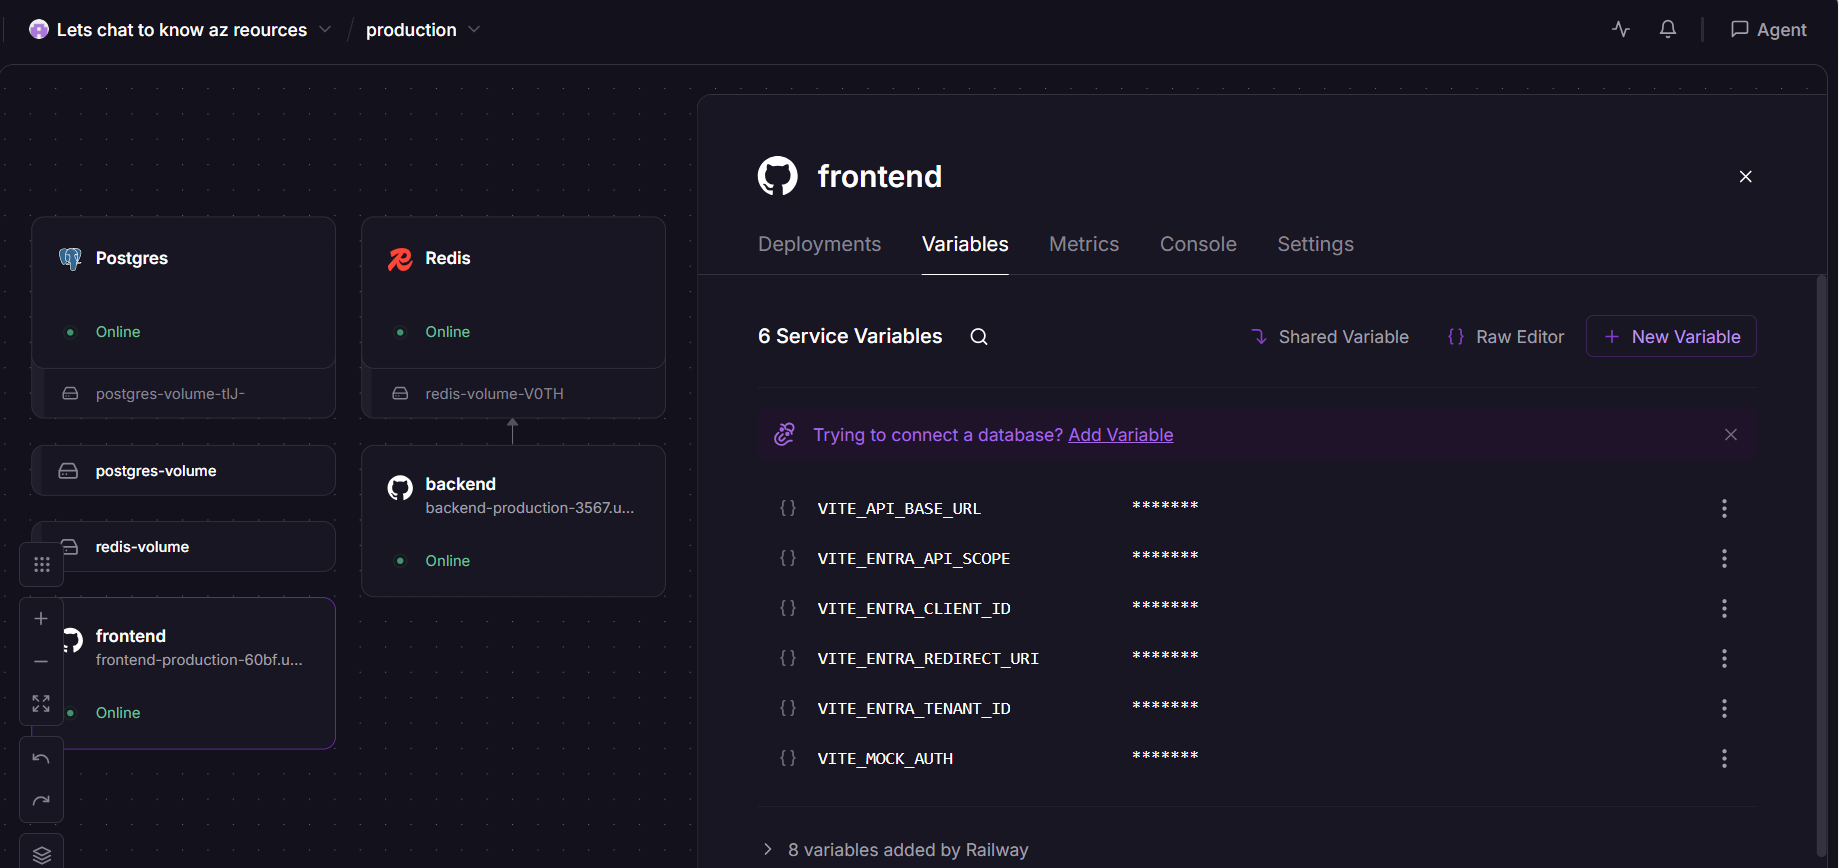 Lets chat to know az reources
production
Agent
Postgres
Online
postgres-volume-tlJ-
Redis
Online
redis-volume-V0TH
postgres-volume
redis-volume
backend
backend-production-3567.u...
Online
frontend
frontend-production-60bf.u...
Online
frontend
Deployments Variables Metrics Console Settings
6 Service Variables
Shared Variable
{} Raw Editor
+ New Variable
Trying to connect a database? Add Variable
{} VITE_API_BASE_URL *******
{} VITE_ENTRA_API_SCOPE *******
{} VITE_ENTRA_CLIENT_ID *******
{} VITE_ENTRA_REDIRECT_URI *******
{} VITE_ENTRA_TENANT_ID *******
{} VITE_MOCK_AUTH *******
8 variables added by Railway